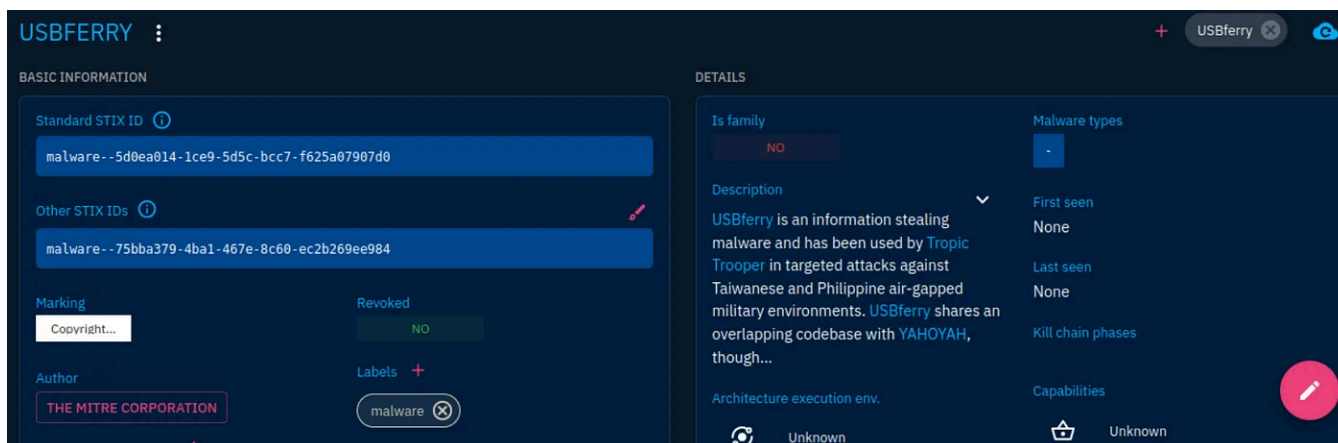 USBFERRY
USBferry
BASIC INFORMATION
Standard STIX ID
malware--5d0ea014-1ce9-5d5c-bcc7-f625a07907d0
Other STIX IDs
malware--75bba379-4ba1-467e-8c60-ec2b269ee984
Marking
Copyright...
Revoked
NO
Author
THE MITRE CORPORATION
Labels +
malware
DETAILS
Is family
NO
Malware types
-
Description
USBferry is an information stealing
malware and has been used by Tropic
Trooper in targeted attacks against
Taiwanese and Philippine air-gapped
military environments. USBferry shares an
overlapping codebase with YAHOYAH,
though...
First seen
None
Last seen
None
Kill chain phases
Architecture execution env.
Unknown
Capabilities
Unknown